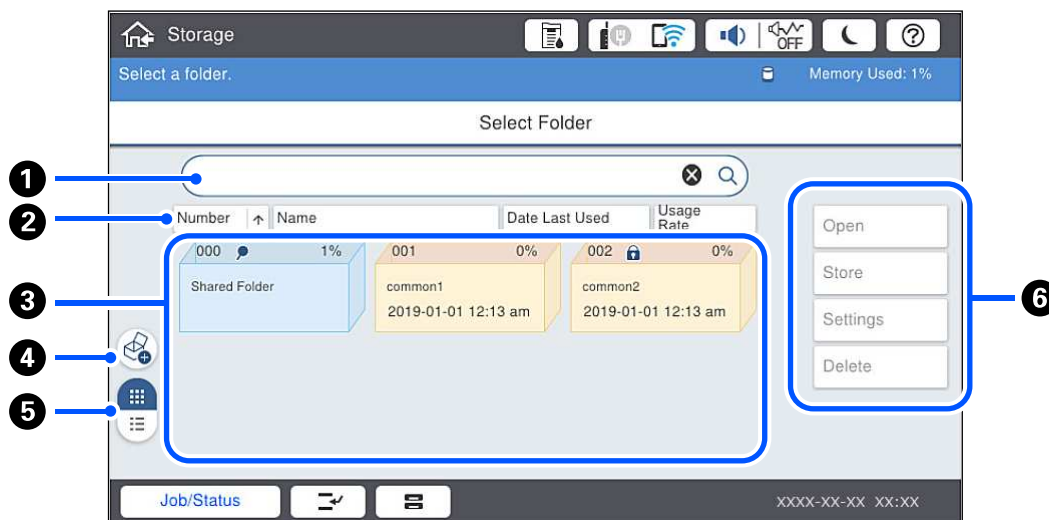 Storage
OFF
Select a folder.
Memory Used: 1%
Select Folder
1
2
Number
Name
Date Last Used
Usage Rate
Open
000
1%
001
0%
002
0%
Shared Folder
common1
common2
Store
2019-01-01 12:13 am
2019-01-01 12:13 am
3
6
Settings
4
Delete
5
Job/Status
XXXX-XX-XX XX:XX